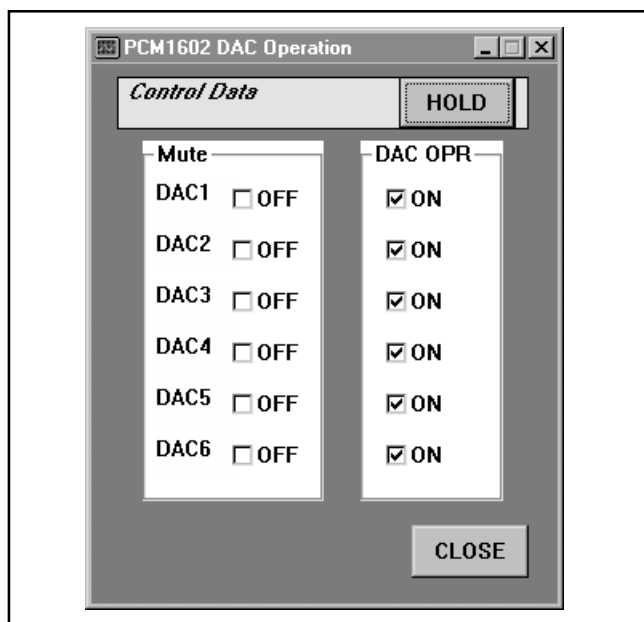 PCM1602 DAC Operation
Control Data
HOLD
Mute
DAC OPR
DAC1 OFF ON
DAC2 OFF ON
DAC3 OFF ON
DAC4 OFF ON
DAC5 OFF ON
DAC6 OFF ON
CLOSE